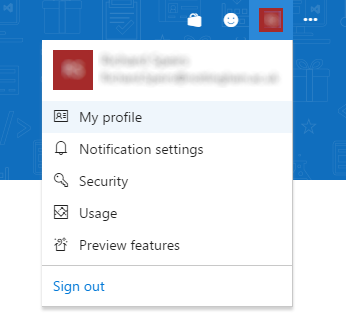 My profile
Notification settings
Security
Usage
Preview features
Sign out